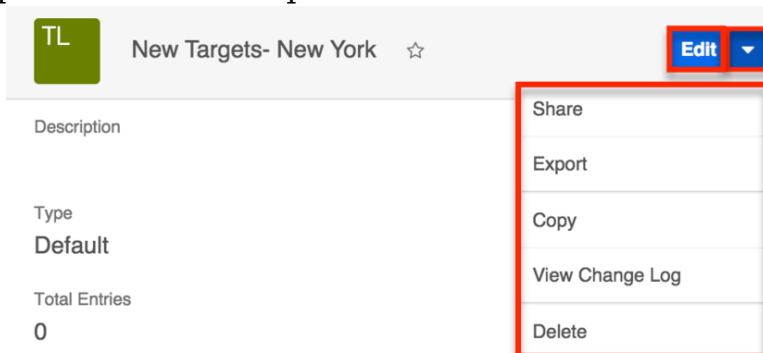 TL
New Targets- New York
Edit
Description
Type
Default
Total Entries
0
Share
Export
Copy
View Change Log
Delete